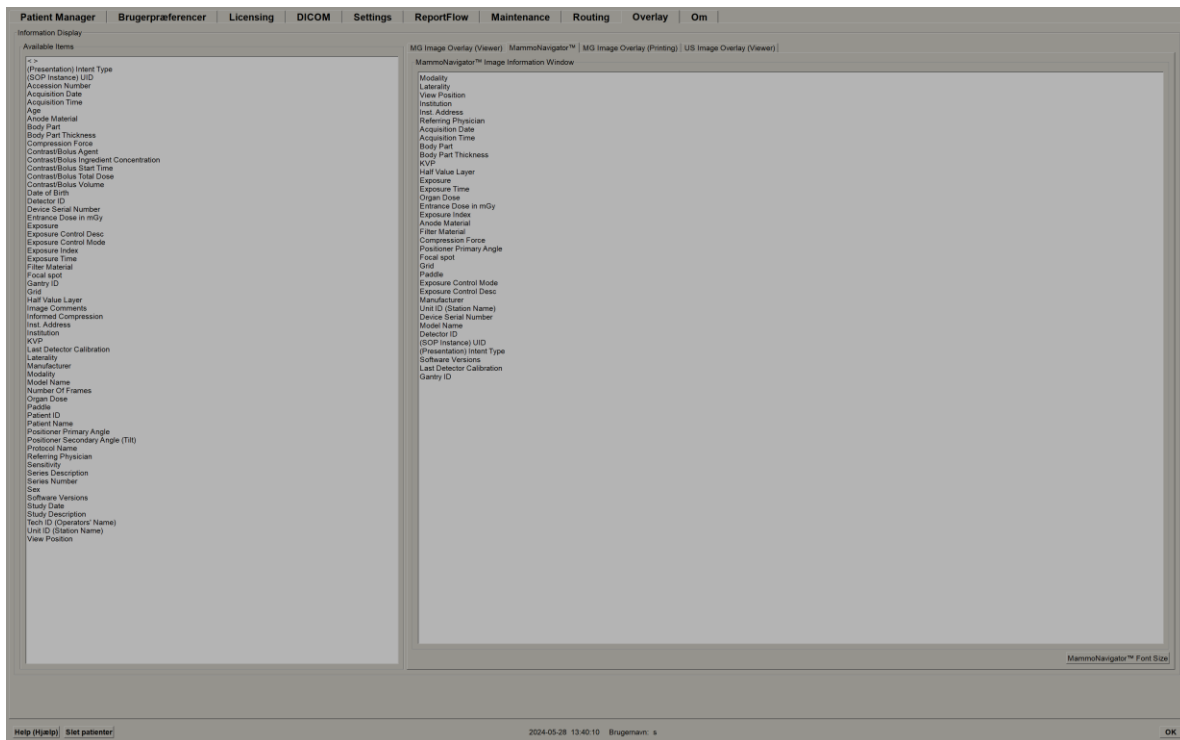 Patient Manager Brugerpræferencer Licensing DICOM Settings ReportFlow Maintenance Routing Overlay Om
Information Display
Available Items
< >
(Presentation) Intent Type
(SOP Instance) UID
Accession Number
Acquisition Date
Acquisition Time
Age
Anode Material
Body Part
Body Part Thickness
Compression Force
Contrast/Bolus Agent
Contrast/Bolus Ingredient Concentration
Contrast/Bolus Start Time
Contrast/Bolus Total Dose
Contrast/Bolus Volume
Date of Birth
Detector ID
Device Serial Number
Entrance Dose in mGy
Exposure
Exposure Control Desc
Exposure Control Mode
Exposure Index
Exposure Time
Filter Material
Focal spot
Gantry ID
Grid
Half Value Layer
Image Comments
Informed Compression
Inst. Address
Institution
KVP
Last Detector Calibration
Laterality
Manufacturer
Modality
Model Name
Number Of Frames
Organ Dose
Paddle
Patient ID
Patient Name
Positioner Primary Angle
Positioner Secondary Angle (Tilt)
Protocol Name
Referring Physician
Sensitivity
Series Description
Series Number
Sex
Software Versions
Study Date
Study Description
Tech ID (Operators' Name)
Unit ID (Station Name)
View Position
MG Image Overlay (Viewer) MammoNavigator™ MG Image Overlay (Printing) US Image Overlay (Viewer)
MammoNavigator™ Image Information Window
Modality
Laterality
View Position
Institution
Inst. Address
Referring Physician
Acquisition Date
Acquisition Time
Body Part
Body Part Thickness
KVP
Half Value Layer
Exposure
Exposure Time
Organ Dose
Entrance Dose in mGy
Exposure Index
Anode Material
Filter Material
Compression Force
Positioner Primary Angle
Focal spot
Grid
Paddle
Exposure Control Mode
Exposure Control Desc
Manufacturer
Unit ID (Station Name)
Device Serial Number
Model Name
Detector ID
(SOP Instance) UID
(Presentation) Intent Type
Software Versions
Last Detector Calibration
Gantry ID
MammoNavigator™ Font Size
Help (Hjælp) Slet patienter 2024-05-28 13:40:10 Brugernavn: s OK